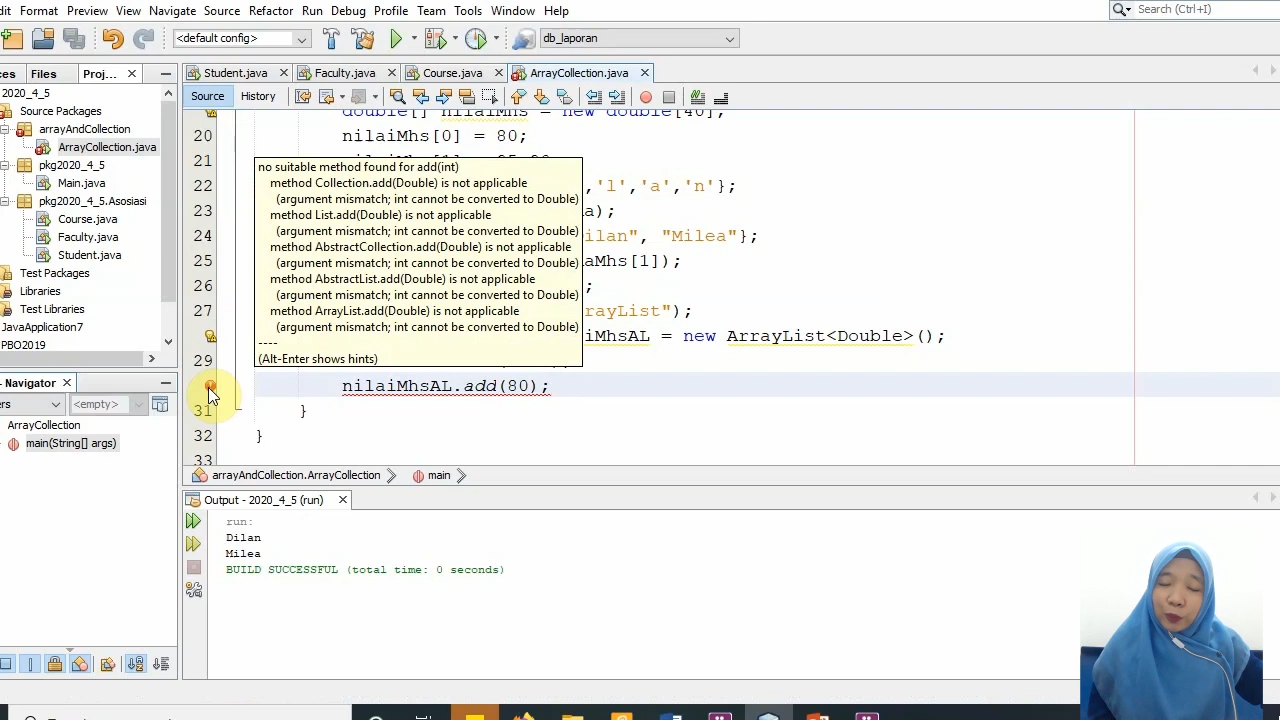 dit Format Preview View Navigate Source Refactor Run Debug Profile Team Tools Window Help
Search (Ctrl+I)
<default config>
db_laporan
ces Files Proj...
Student.java Faculty.java Course.java ArrayCollection.java
2020_4_5
Source Packages
arrayAndCollection
ArrayCollection.java
pkg2020_4_5
Main.java
pkg2020_4_5.Asosiasi
Course.java
Faculty.java
Student.java
Test Packages
Libraries
Test Libraries
JavaApplication7
PBO2019
Source History
double[] nilaiMhs = new double[40];
20 nilaiMhs[0] = 80;
21
22 ,'l','a','n'};
23 a);
24 ilan", "Milea"};
25 aMhs[1]);
26 ;
27 rayList");
iMhsAL = new ArrayList<Double>();
29
nilaiMhsAL.add(80);
31 }
32 }
33
no suitable method found for add(int)
method Collection.add(Double) is not applicable
(argument mismatch; int cannot be converted to Double)
method List.add(Double) is not applicable
(argument mismatch; int cannot be converted to Double)
method AbstractCollection.add(Double) is not applicable
(argument mismatch; int cannot be converted to Double)
method AbstractList.add(Double) is not applicable
(argument mismatch; int cannot be converted to Double)
method ArrayList.add(Double) is not applicable
(argument mismatch; int cannot be converted to Double)
----
(Alt-Enter shows hints)
Navigator
ers <empty>
ArrayCollection
main(String[] args)
arrayAndCollection.ArrayCollection main
Output - 2020_4_5 (run)
run:
Dilan
Milea
BUILD SUCCESSFUL (total time: 0 seconds)